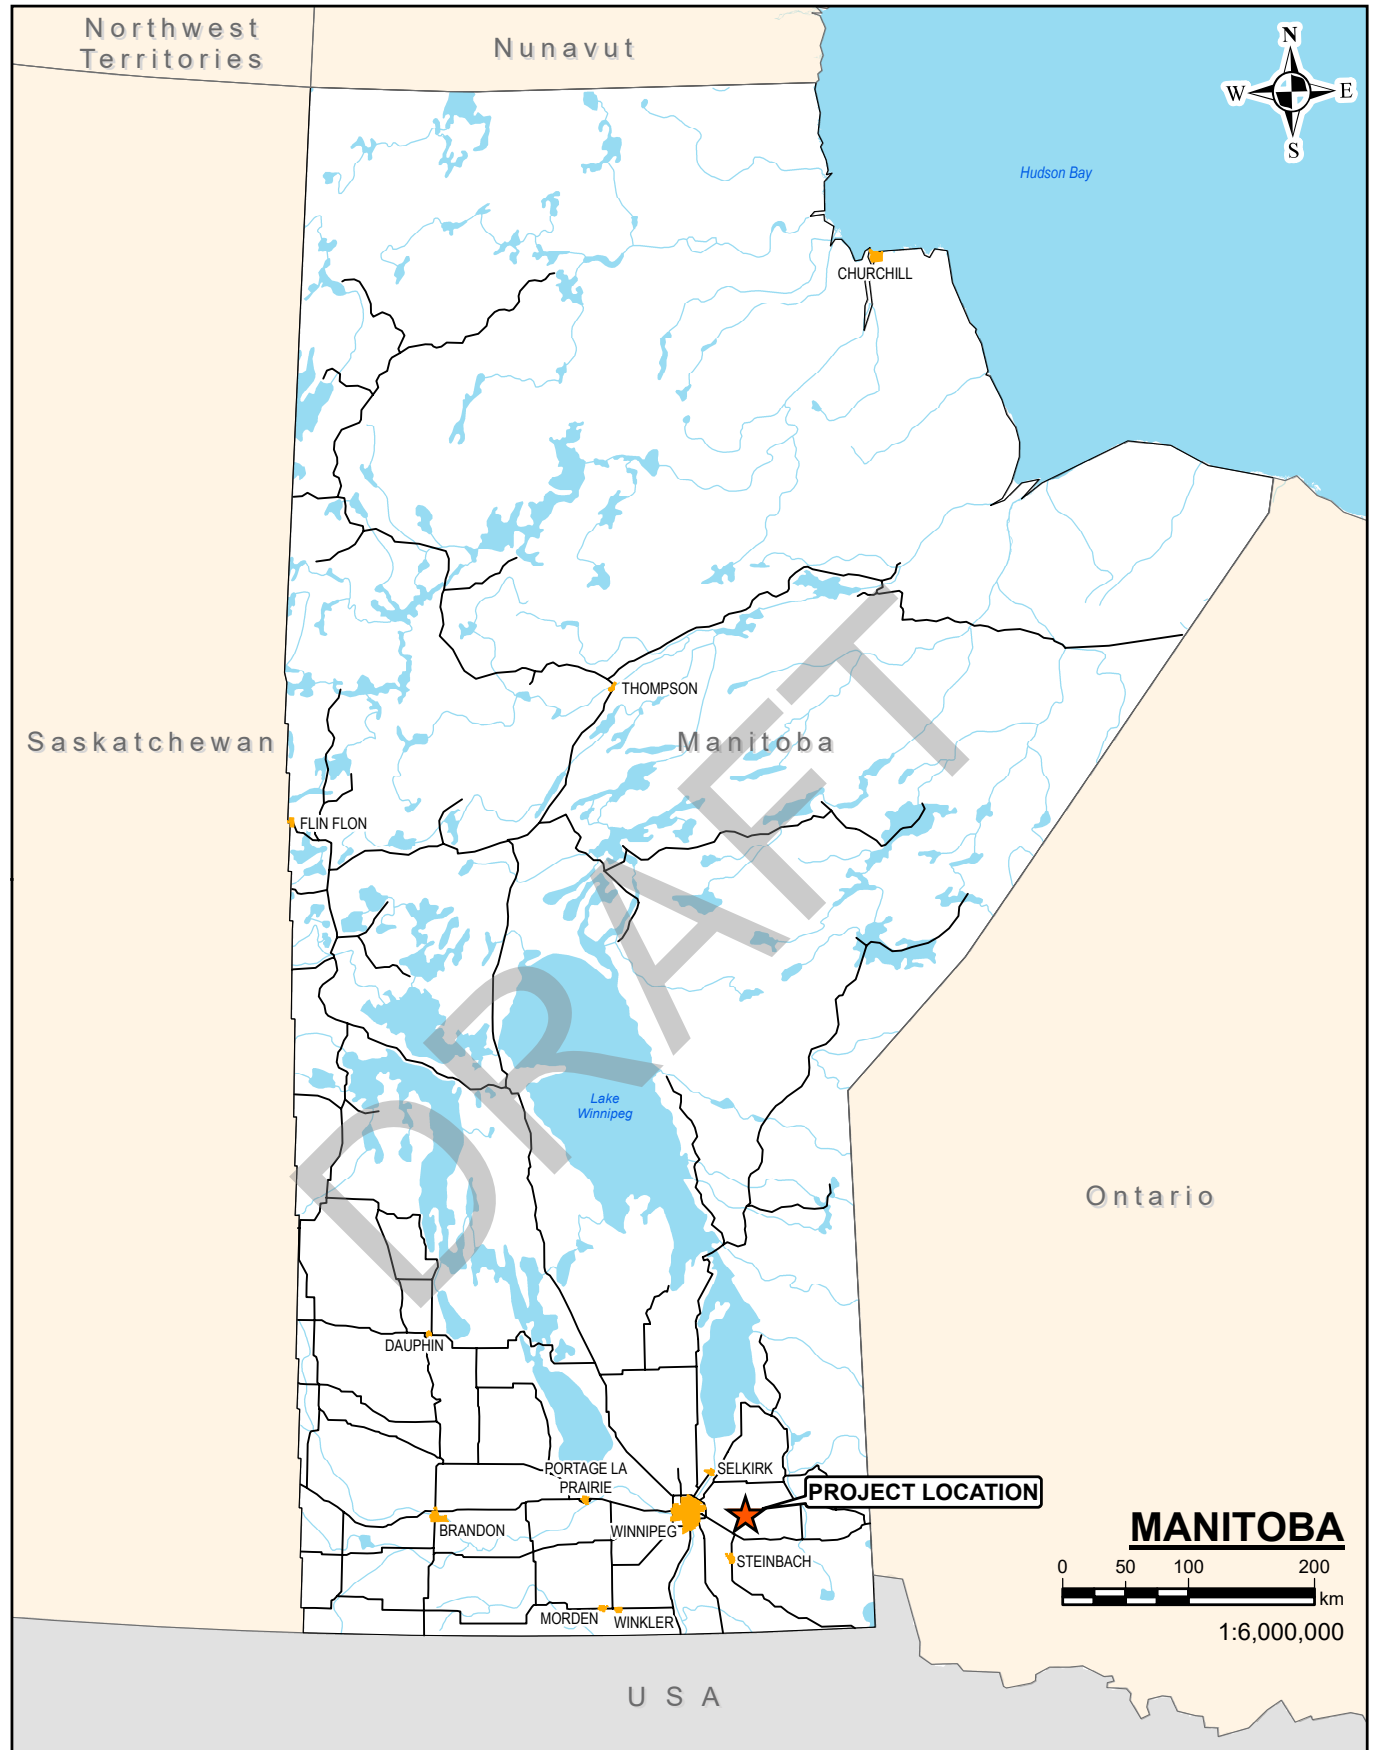 Northwest
Territories
Nunavut
N
W
E
S
Hudson Bay
CHURCHILL
THOMPSON
Saskatchewan
Manitoba
FLIN FLON
DRAFT
Lake
Winnipeg
Ontario
DAUPHIN
PORTAGE LA
PRAIRIE
SELKIRK
PROJECT LOCATION
BRANDON
WINNIPEG
MANITOBA
STEINBACH
0 50 100 200
km
MORDEN
WINKLER
1:6,000,000
USA